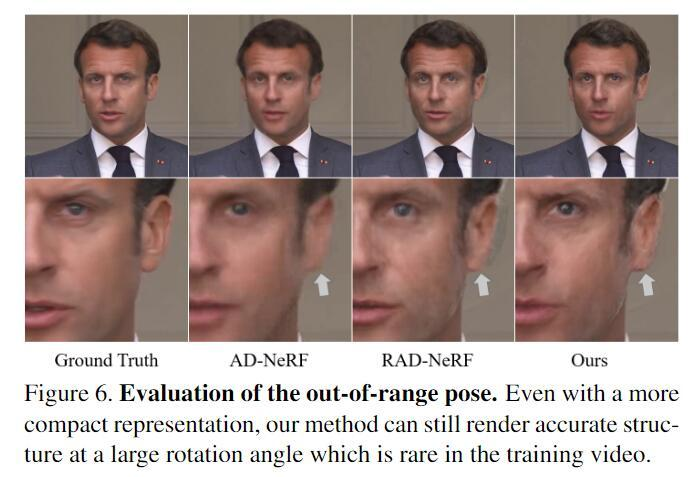 Ground Truth AD-NeRF RAD-NeRF Ours
Figure 6. Evaluation of the out-of-range pose. Even with a more
compact representation, our method can still render accurate struc-
ture at a large rotation angle which is rare in the training video.